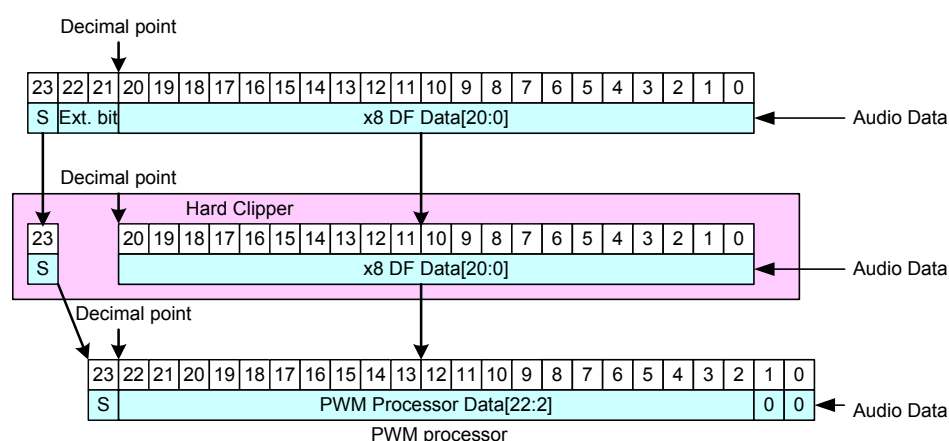 Decimal point
23 22 21 20 19 18 17 16 15 14 13 12 11 10 9 8 7 6 5 4 3 2 1 0
S Ext. bit x8 DF Data[20:0] Audio Data
Decimal point
Hard Clipper
23 20 19 18 17 16 15 14 13 12 11 10 9 8 7 6 5 4 3 2 1 0
S x8 DF Data[20:0] Audio Data
Decimal point
23 22 21 20 19 18 17 16 15 14 13 12 11 10 9 8 7 6 5 4 3 2 1 0
S PWM Processor Data[22:2] 0 0 Audio Data
PWM processor